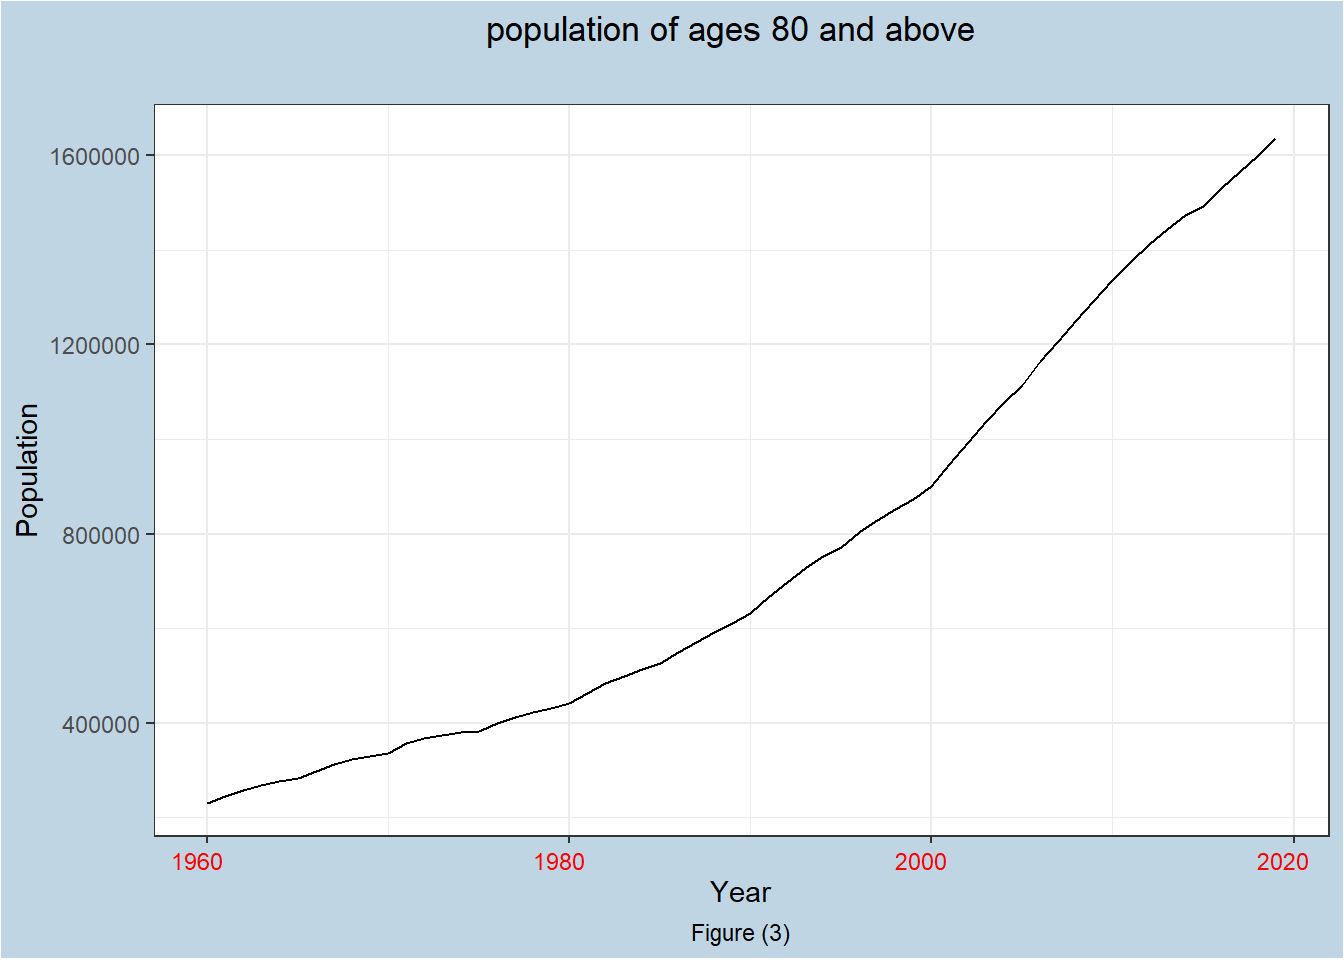 population of ages 80 and above
1600000
1200000
800000
400000
Population
1960 1980 2000 2020
Year
Figure (3)